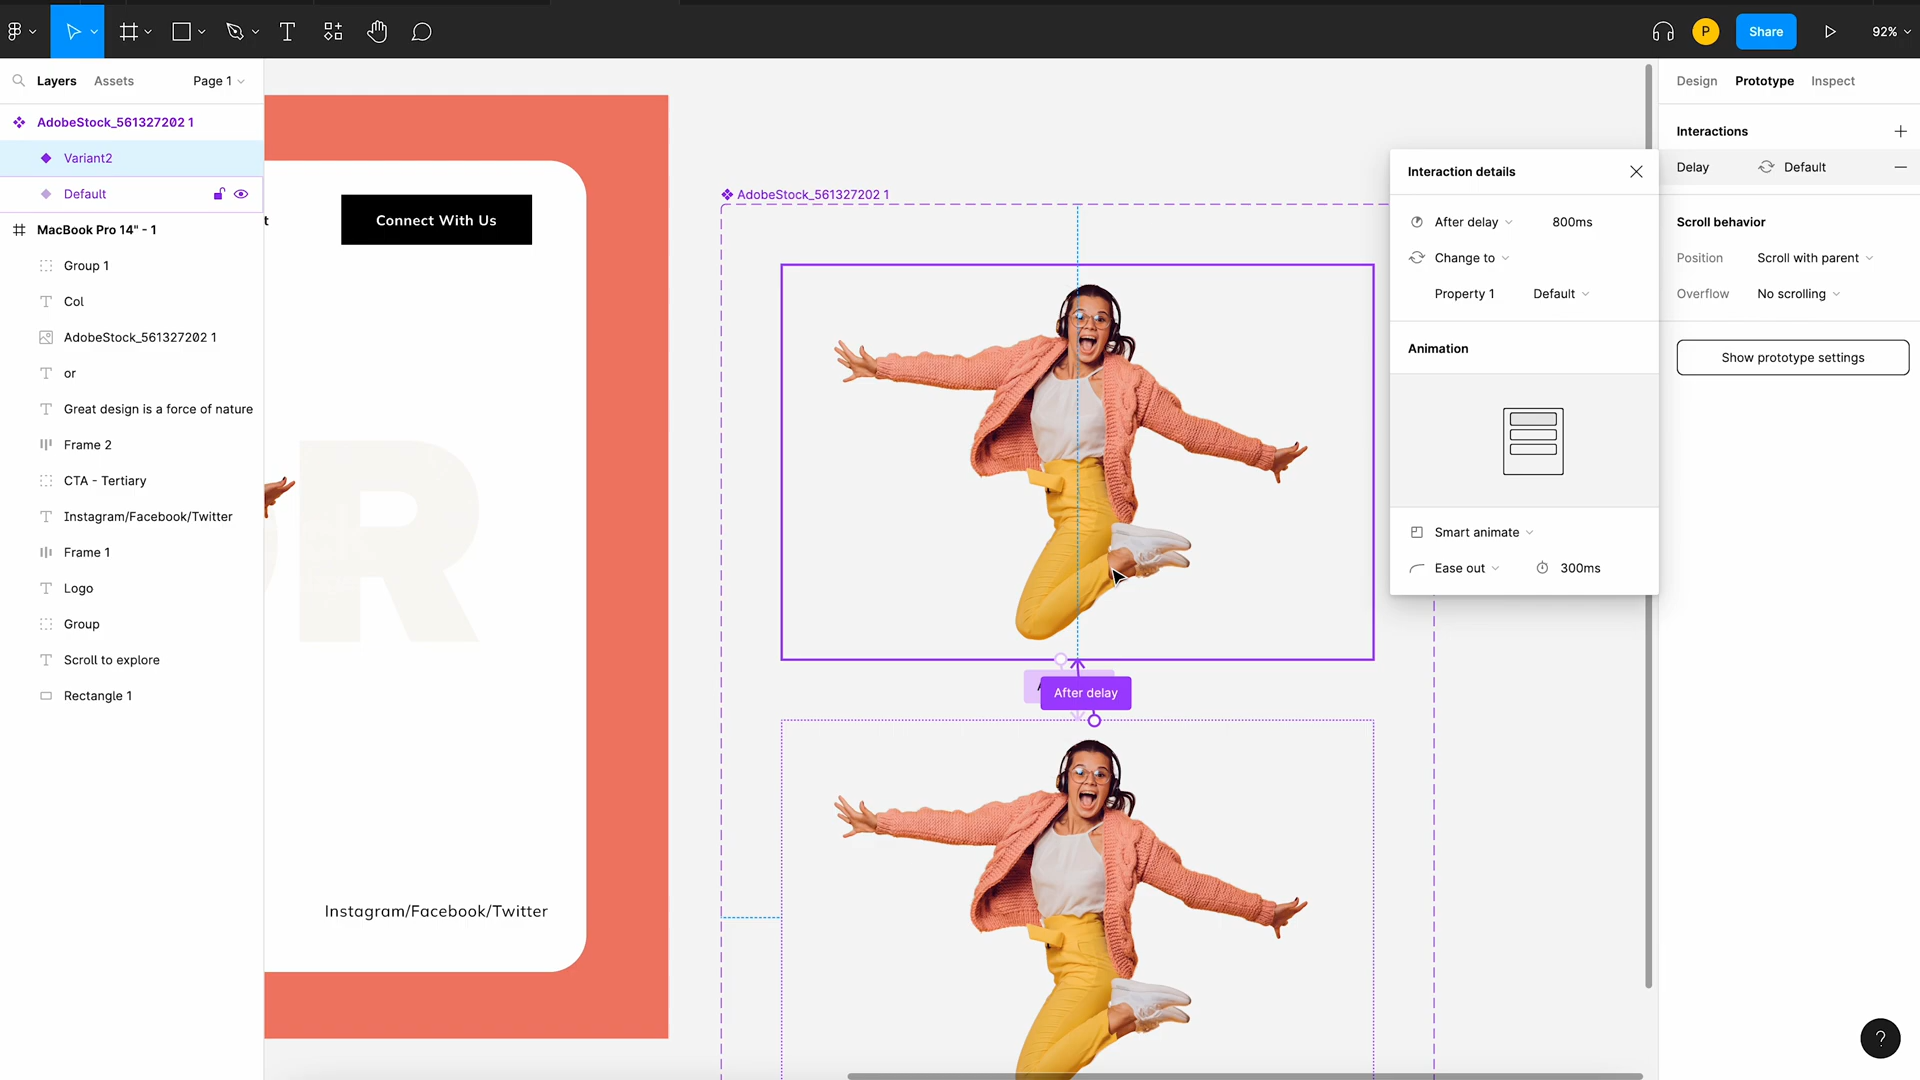 P
Share
92%
Layers
Assets
Page 1
AdobeStock_561327202 1
Variant2
Default
MacBook Pro 14" - 1
Group 1
Col
AdobeStock_561327202 1
or
Great design is a force of nature
Frame 2
CTA - Tertiary
Instagram/Facebook/Twitter
Frame 1
Logo
Group
Scroll to explore
Rectangle 1
t
Connect With Us
R
Instagram/Facebook/Twitter
AdobeStock_561327202 1
After delay
Interaction details
After delay
800ms
Change to
Property 1
Default
Animation
Smart animate
Ease out
300ms
Design
Prototype
Inspect
Interactions
Delay
Default
Scroll behavior
Position
Scroll with parent
Overflow
No scrolling
Show prototype settings
?